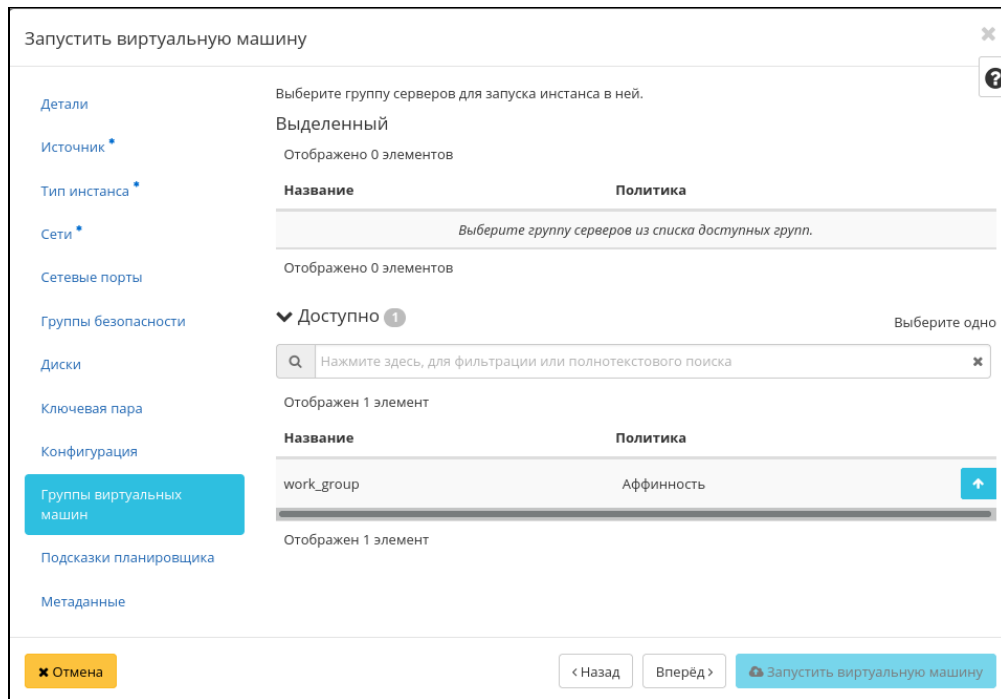 Запустить виртуальную машину
Детали
Источник
Тип инстанса
Сети
Сетевые порты
Группы безопасности
Диски
Ключевая пара
Конфигурация
Группы виртуальных
машин
Подсказки планировщика
Метаданные
Выберите группу серверов для запуска инстанса в ней.
Выделенный
Отображено 0 элементов
Название Политика
Выберите группу серверов из списка доступных групп.
Отображено 0 элементов
Доступно 1
Выберите одно
Нажмите здесь, для фильтрации или полнотекстового поиска
Отображен 1 элемент
Название Политика
work_group Аффинность
Отображен 1 элемент
Отмена
‹ Назад
Вперёд ›
Запустить виртуальную машину